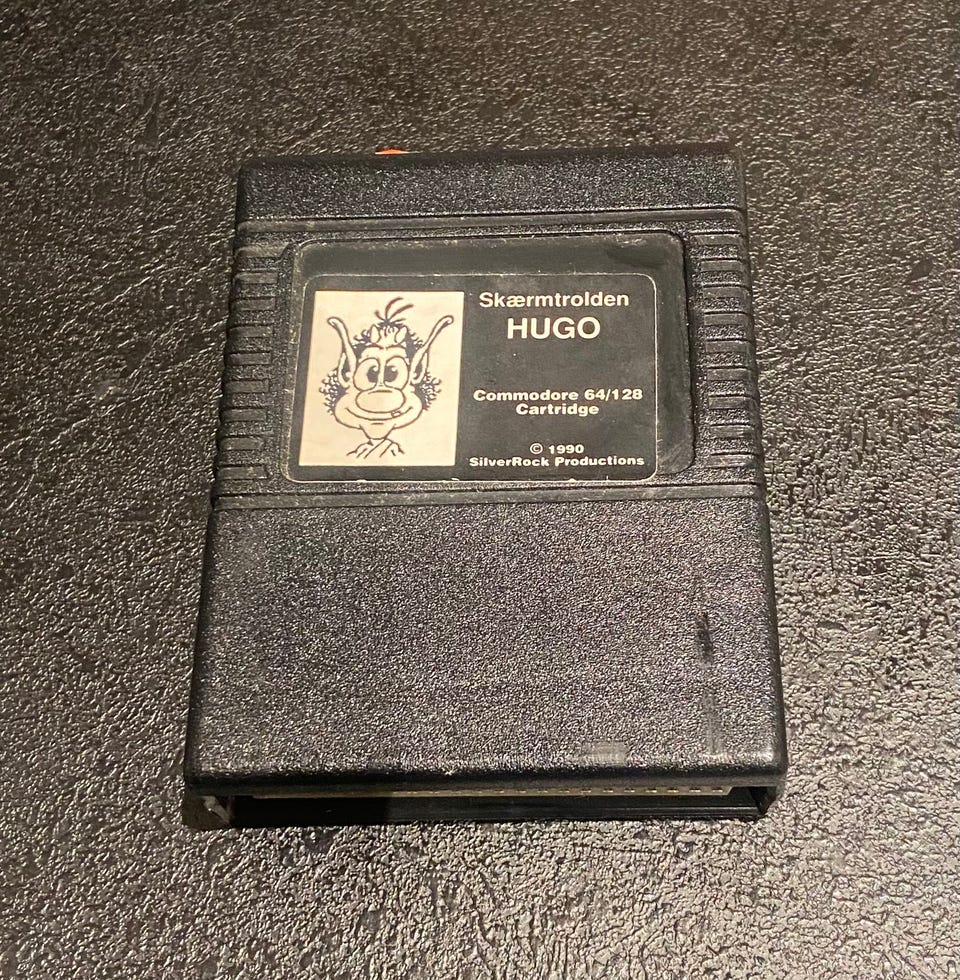 Skærmtrolden
HUGO
Commodore 64/128
Cartridge
© 1990
SilverRock Productions